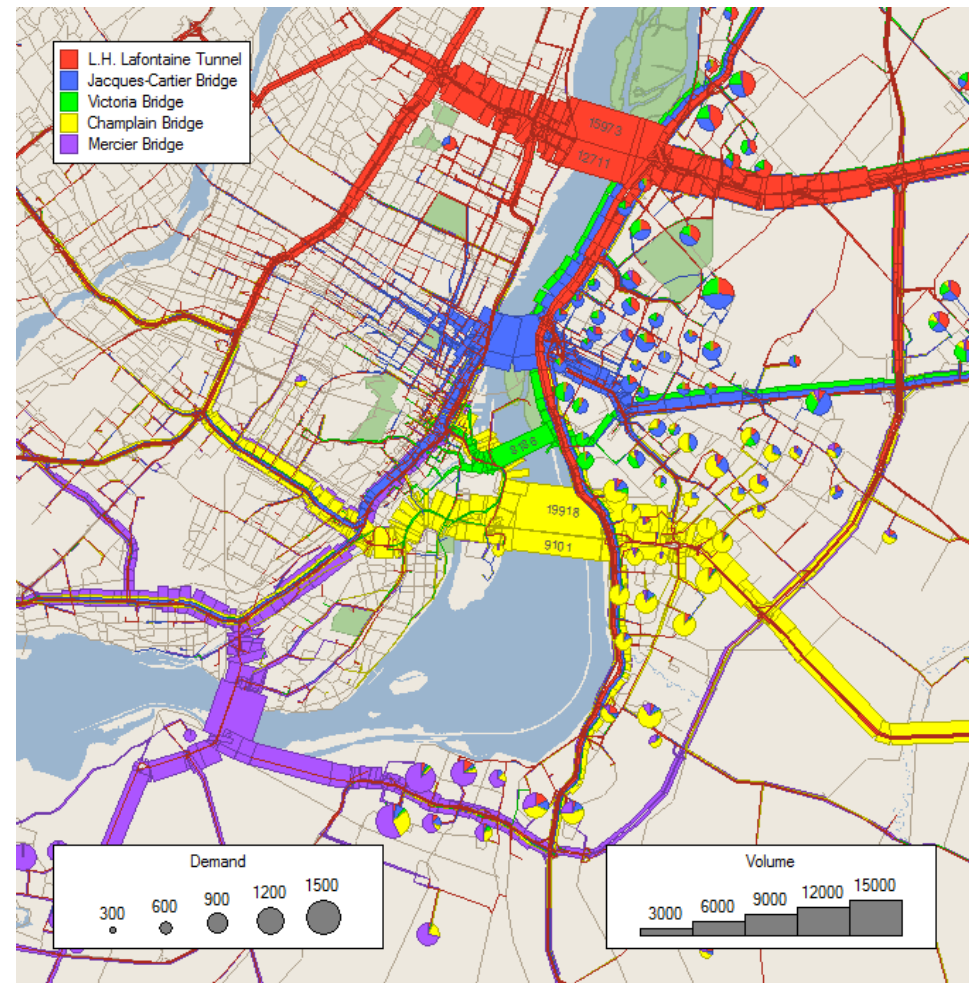 L.H. Lafontaine Tunnel
Jacques-Cartier Bridge
Victoria Bridge
Champlain Bridge
Mercier Bridge
15973
12711
8186
19918
9101
Demand
300
600
900
1200
1500
Volume
3000
6000
9000
12000
15000